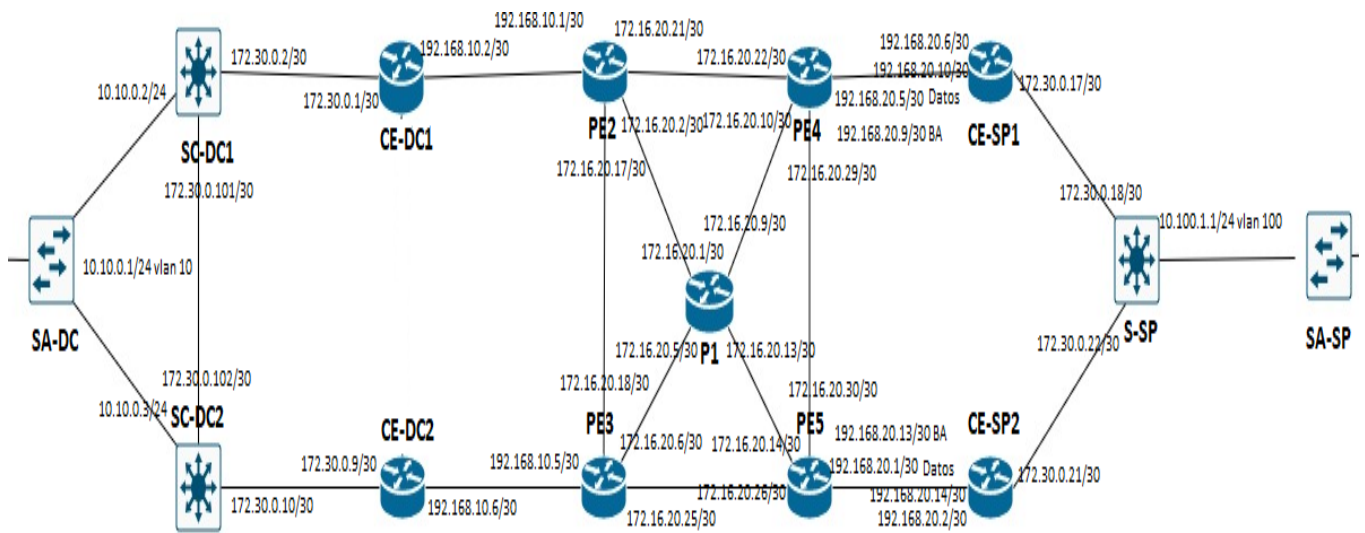 192.168.10.1/30
172.16.20.21/30
192.168.20.6/30
172.30.0.2/30
192.168.10.2/30
172.16.20.22/30
192.168.20.10/30
172.30.0.17/30
10.10.0.2/24
172.30.0.1/30
192.168.20.5/30 Datos
SC-DC1
CE-DC1
PE2
172.16.20.2/30
172.16.20.10/30
PE4
192.168.20.9/30 BA
CE-SP1
172.16.20.17/30
172.16.20.29/30
172.30.0.101/30
172.30.0.18/30
172.16.20.9/30
10.100.1.1/24 vlan 100
172.16.20.1/30
10.10.0.1/24 vlan 10
SA-DC
P1
S-SP
SA-SP
172.16.20.5/30
172.16.20.13/30
172.30.0.22/30
172.30.0.102/30
172.16.20.18/30
172.16.20.30/30
10.10.0.3/24
SC-DC2
CE-DC2
PE3
PE5
CE-SP2
192.168.20.13/30 BA
172.16.20.6/30
172.16.20.14/30
172.30.0.9/30
192.168.10.5/30
192.168.20.1/30 Datos
172.30.0.21/30
172.16.20.26/30
192.168.20.14/30
172.30.0.10/30
192.168.10.6/30
172.16.20.25/30
192.168.20.2/30